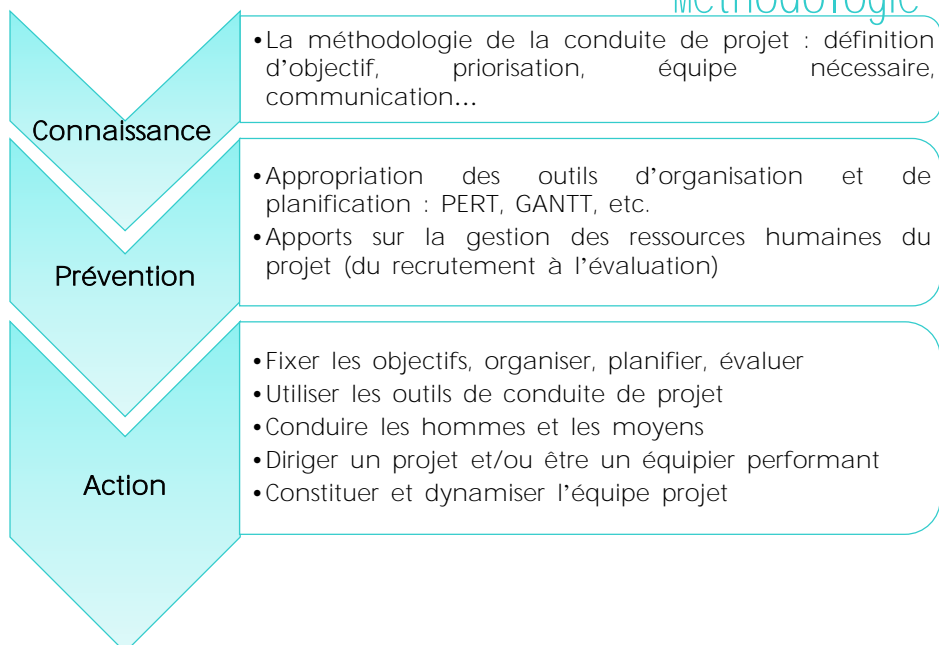 Méthodologie
•La méthodologie de la conduite de projet : définition
d’objectif, priorisation, équipe nécessaire,
communication…
Connaissance
•Appropriation des outils d’organisation et de
planification : PERT, GANTT, etc.
•Apports sur la gestion des ressources humaines du
projet (du recrutement à l’évaluation)
Prévention
•Fixer les objectifs, organiser, planifier, évaluer
•Utiliser les outils de conduite de projet
•Conduire les hommes et les moyens
•Diriger un projet et/ou être un équipier performant
•Constituer et dynamiser l’équipe projet
Action